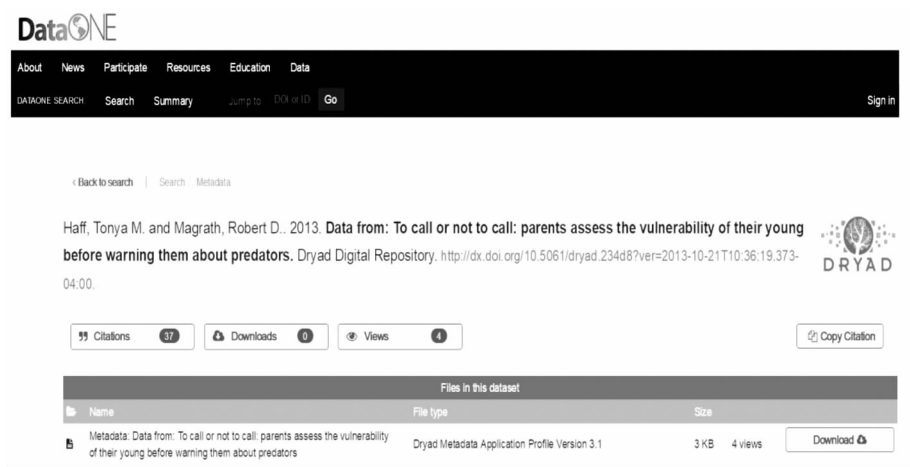 DataONE
About News Participate Resources Education Data
DATAONE SEARCH: Search Summary Jump to: DOI or ID Go Sign in
< Back to search | Search Metadata
Haff, Tonya M. and Magrath, Robert D.. 2013. Data from: To call or not to call: parents assess the vulnerability of their young
before warning them about predators. Dryad Digital Repository. http://dx.doi.org/10.5061/dryad.234d8?ver=2013-10-21T10:36:19.373-
04:00.
DRYAD
Citations 37 Downloads 0 Views 4 Copy Citation
Files in this dataset
Name File type Size
Metadata: Data from: To call or not to call: parents assess the vulnerability
of their young before warning them about predators
Dryad Metadata Application Profile Version 3.1 3 KB 4 views Download